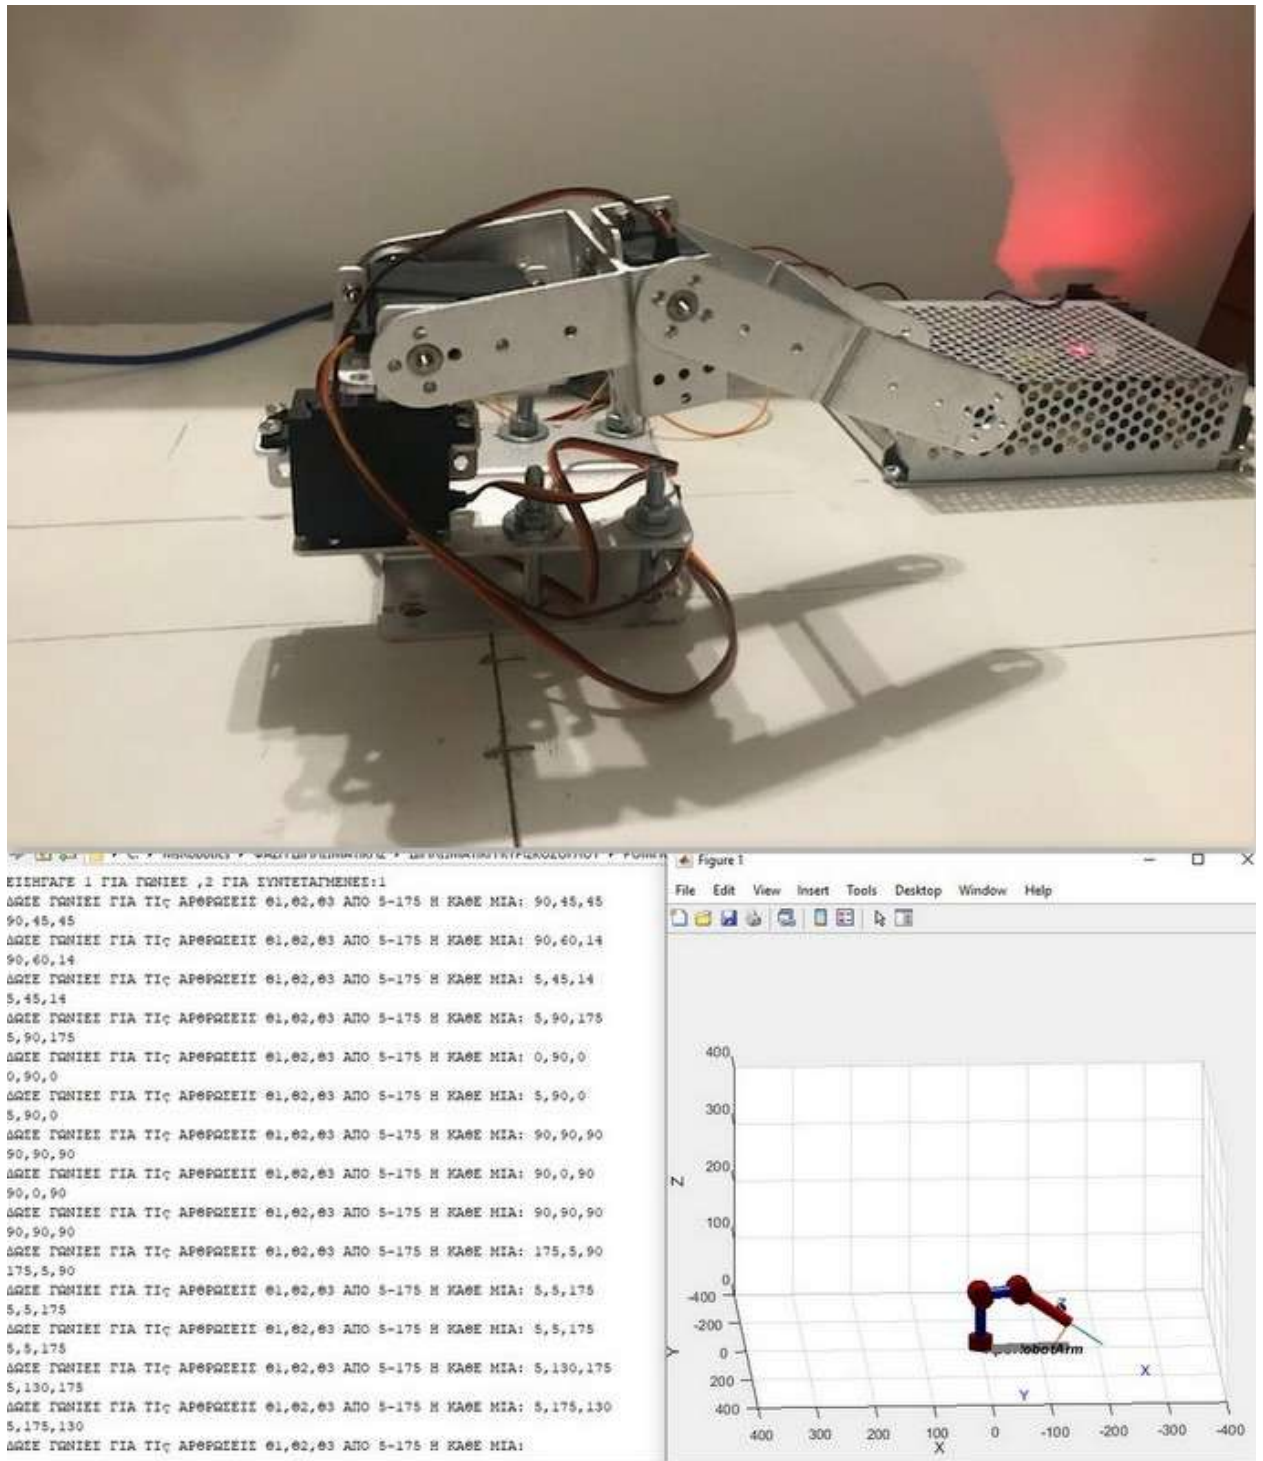 ΕΙΣΗΓΑΓΕ 1 ΓΙΑ ΓΩΝΙΕΣ ,2 ΓΙΑ ΣΥΝΤΕΤΑΓΜΕΝΕΣ:1
ΔΩΣΕ ΓΩΝΙΕΣ ΓΙΑ ΤΙς ΑΡΘΡΩΣΕΙΣ Θ1,Θ2,Θ3 ΑΠΟ 5-175 Η ΚΑΘΕ ΜΙΑ: 90,45,45
90,45,45
ΔΩΣΕ ΓΩΝΙΕΣ ΓΙΑ ΤΙς ΑΡΘΡΩΣΕΙΣ Θ1,Θ2,Θ3 ΑΠΟ 5-175 Η ΚΑΘΕ ΜΙΑ: 90,60,14
90,60,14
ΔΩΣΕ ΓΩΝΙΕΣ ΓΙΑ ΤΙς ΑΡΘΡΩΣΕΙΣ Θ1,Θ2,Θ3 ΑΠΟ 5-175 Η ΚΑΘΕ ΜΙΑ: 5,45,14
5,45,14
ΔΩΣΕ ΓΩΝΙΕΣ ΓΙΑ ΤΙς ΑΡΘΡΩΣΕΙΣ Θ1,Θ2,Θ3 ΑΠΟ 5-175 Η ΚΑΘΕ ΜΙΑ: 5,90,175
5,90,175
ΔΩΣΕ ΓΩΝΙΕΣ ΓΙΑ ΤΙς ΑΡΘΡΩΣΕΙΣ Θ1,Θ2,Θ3 ΑΠΟ 5-175 Η ΚΑΘΕ ΜΙΑ: 0,90,0
0,90,0
ΔΩΣΕ ΓΩΝΙΕΣ ΓΙΑ ΤΙς ΑΡΘΡΩΣΕΙΣ Θ1,Θ2,Θ3 ΑΠΟ 5-175 Η ΚΑΘΕ ΜΙΑ: 5,90,0
5,90,0
ΔΩΣΕ ΓΩΝΙΕΣ ΓΙΑ ΤΙς ΑΡΘΡΩΣΕΙΣ Θ1,Θ2,Θ3 ΑΠΟ 5-175 Η ΚΑΘΕ ΜΙΑ: 90,90,90
90,90,90
ΔΩΣΕ ΓΩΝΙΕΣ ΓΙΑ ΤΙς ΑΡΘΡΩΣΕΙΣ Θ1,Θ2,Θ3 ΑΠΟ 5-175 Η ΚΑΘΕ ΜΙΑ: 90,0,90
90,0,90
ΔΩΣΕ ΓΩΝΙΕΣ ΓΙΑ ΤΙς ΑΡΘΡΩΣΕΙΣ Θ1,Θ2,Θ3 ΑΠΟ 5-175 Η ΚΑΘΕ ΜΙΑ: 90,90,90
90,90,90
ΔΩΣΕ ΓΩΝΙΕΣ ΓΙΑ ΤΙς ΑΡΘΡΩΣΕΙΣ Θ1,Θ2,Θ3 ΑΠΟ 5-175 Η ΚΑΘΕ ΜΙΑ: 175,5,90
175,5,90
ΔΩΣΕ ΓΩΝΙΕΣ ΓΙΑ ΤΙς ΑΡΘΡΩΣΕΙΣ Θ1,Θ2,Θ3 ΑΠΟ 5-175 Η ΚΑΘΕ ΜΙΑ: 5,5,175
5,5,175
ΔΩΣΕ ΓΩΝΙΕΣ ΓΙΑ ΤΙς ΑΡΘΡΩΣΕΙΣ Θ1,Θ2,Θ3 ΑΠΟ 5-175 Η ΚΑΘΕ ΜΙΑ: 5,5,175
5,5,175
ΔΩΣΕ ΓΩΝΙΕΣ ΓΙΑ ΤΙς ΑΡΘΡΩΣΕΙΣ Θ1,Θ2,Θ3 ΑΠΟ 5-175 Η ΚΑΘΕ ΜΙΑ: 5,130,175
5,130,175
ΔΩΣΕ ΓΩΝΙΕΣ ΓΙΑ ΤΙς ΑΡΘΡΩΣΕΙΣ Θ1,Θ2,Θ3 ΑΠΟ 5-175 Η ΚΑΘΕ ΜΙΑ: 5,175,130
5,175,130
ΔΩΣΕ ΓΩΝΙΕΣ ΓΙΑ ΤΙς ΑΡΘΡΩΣΕΙΣ Θ1,Θ2,Θ3 ΑΠΟ 5-175 Η ΚΑΘΕ ΜΙΑ:
Figure 1
File Edit View Insert Tools Desktop Window Help
400
300
200
Z
100
0
-400
-200
0
Y
200
400
X
Y
400 300 200 100 0 -100 -200 -300 -400
X